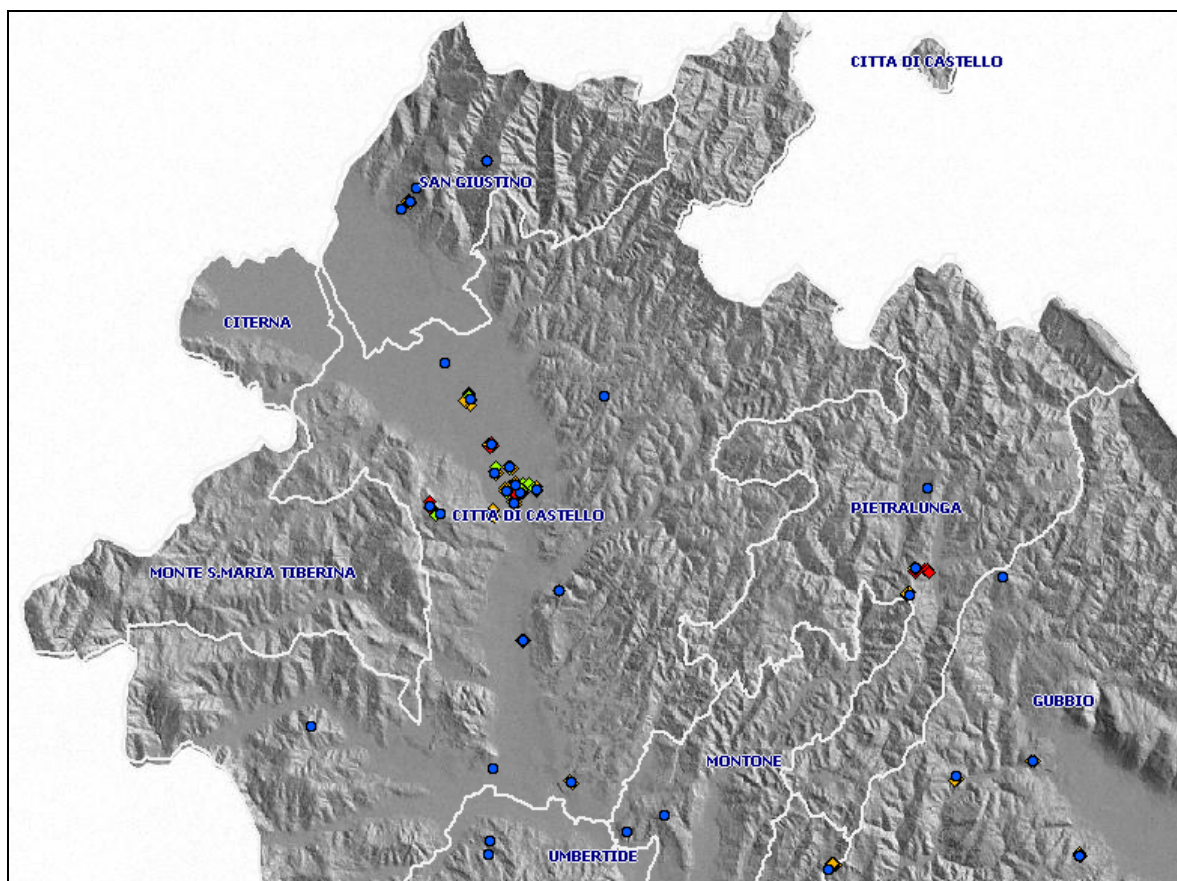 CITTA DI CASTELLO
SAN GIUSTINO
CITERNA
PIETRALUNGA
CITTA DI CASTELLO
MONTE S.MARIA TIBERINA
GUBBIO
MONTONE
UMBERTIDE